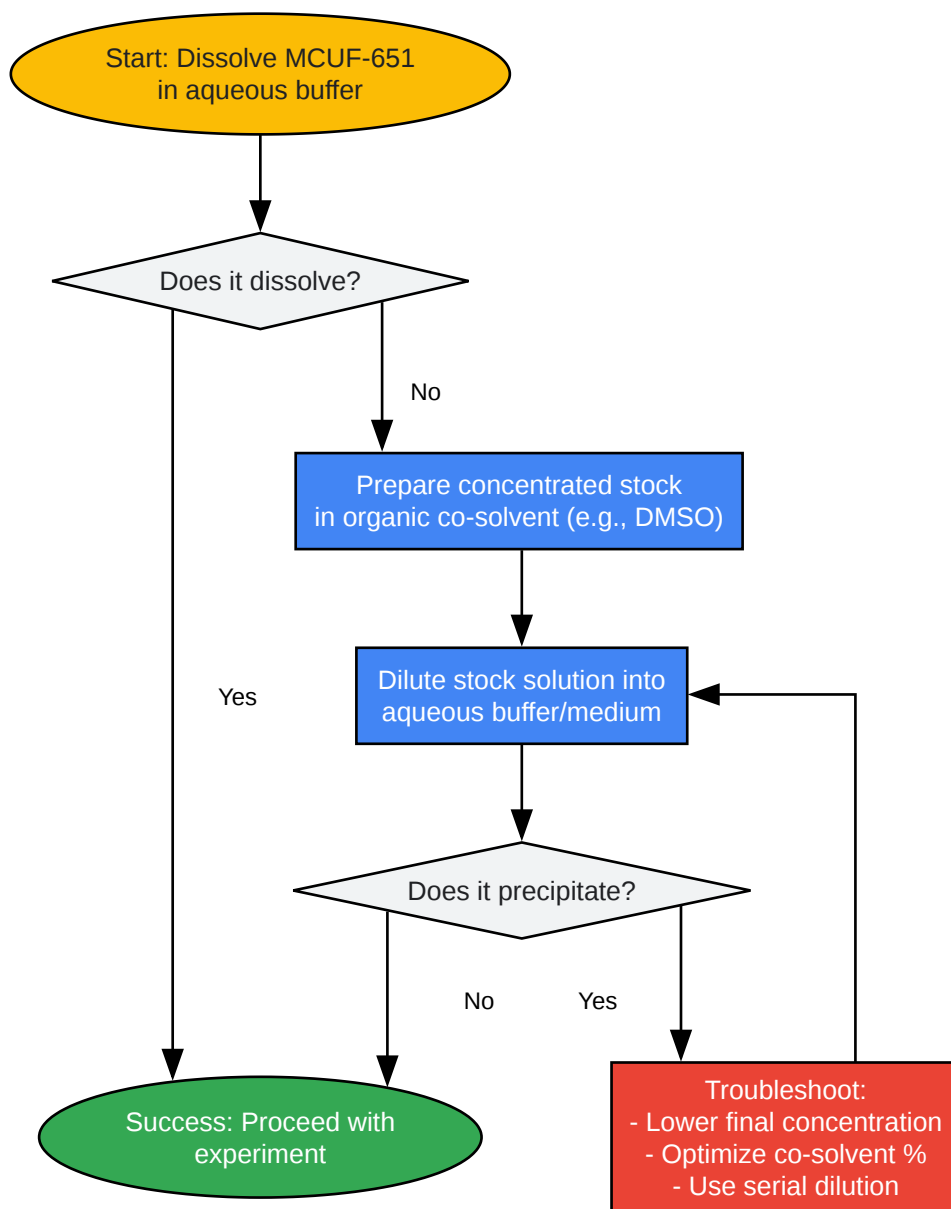 Start: Dissolve MCUF-651
in aqueous buffer
Does it dissolve?
No
Prepare concentrated stock
in organic co-solvent (e.g., DMSO)
Yes
Dilute stock solution into
aqueous buffer/medium
Does it precipitate?
No
Yes
Success: Proceed with
experiment
Troubleshoot:
- Lower final concentration
- Optimize co-solvent %
- Use serial dilution